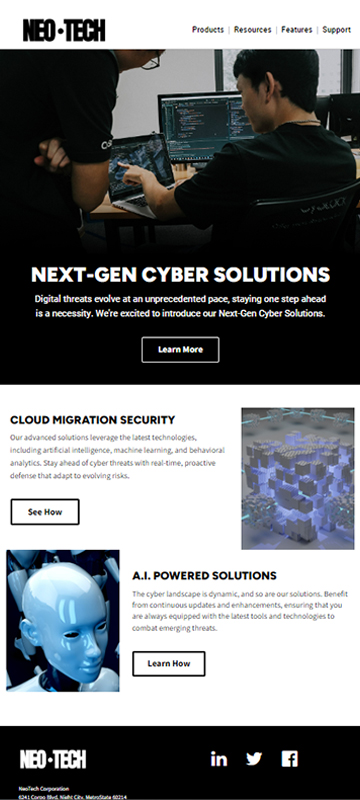 NEO·TECH
Products | Resources | Features | Support
NEXT-GEN CYBER SOLUTIONS
Digital threats evolve at an unprecedented pace, staying one step ahead
is a necessity. We're excited to introduce our Next-Gen Cyber Solutions.
Learn More
CLOUD MIGRATION SECURITY
Our advanced solutions leverage the latest technologies,
including artificial intelligence, machine learning, and behavioral
analytics. Stay ahead of cyber threats with real-time, proactive
defense that adapt to evolving risks.
See How
A.I. POWERED SOLUTIONS
The cyber landscape is dynamic, and so are our solutions. Benefit
from continuous updates and enhancements, ensuring that you
are always equipped with the latest tools and technologies to
combat emerging threats.
Learn How
NEO·TECH
NeoTech Corporation
6241 Corpo Blvd, Night City, MetroState 60214